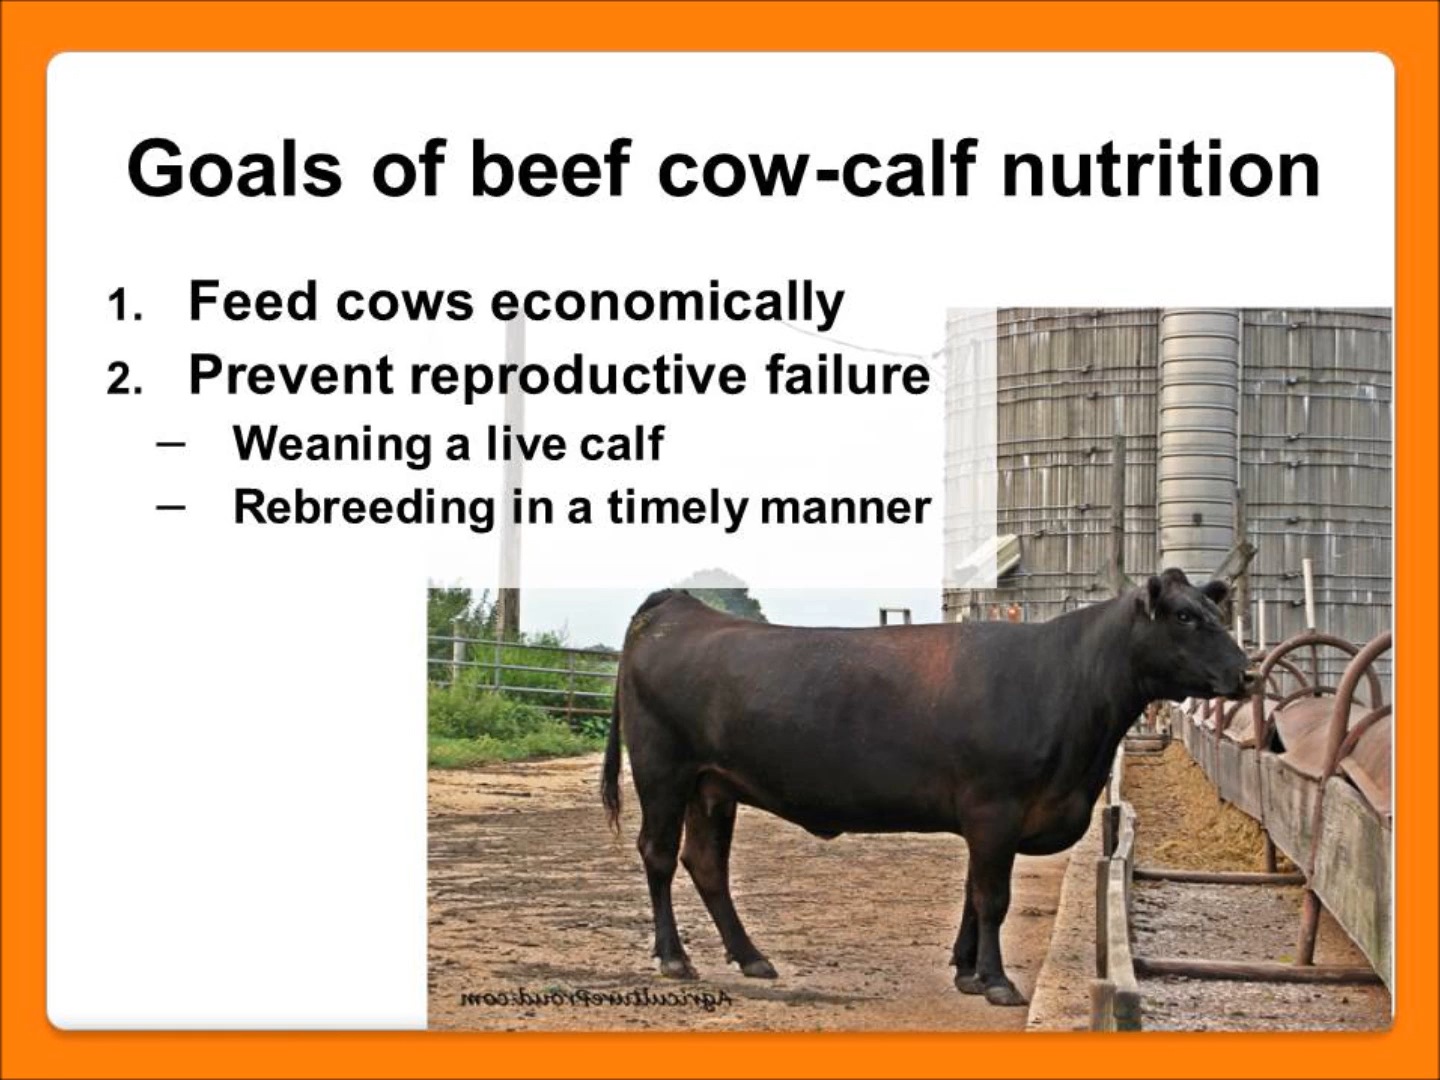 Goals of beef cow-calf nutrition
1. Feed cows economically
2. Prevent reproductive failure
– Weaning a live calf
– Rebreeding in a timely manner
AgricultureProud.com